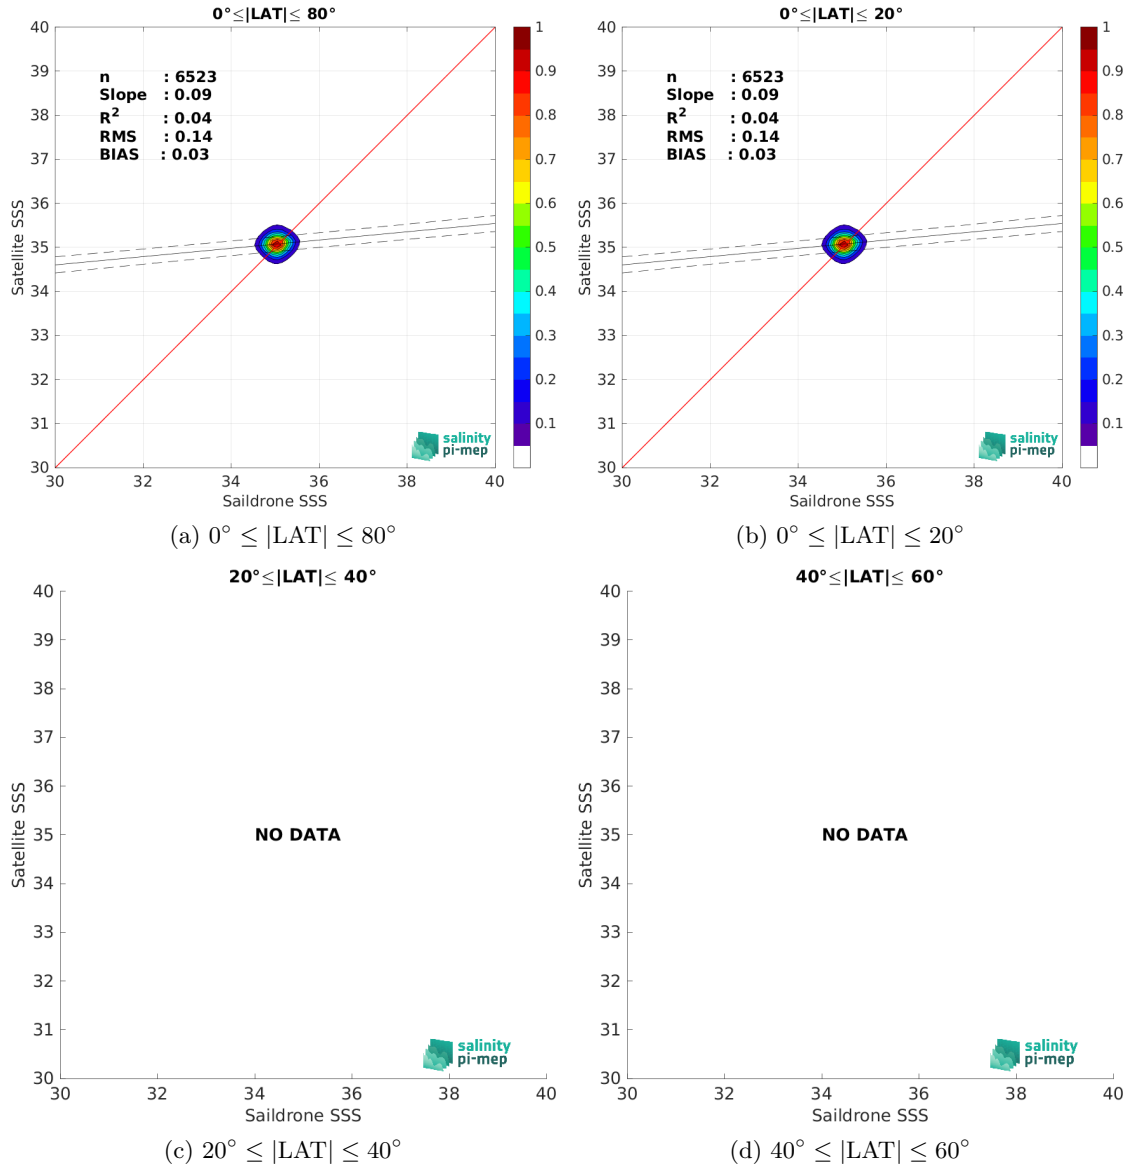 0°≤|LAT|≤ 80°
40
39
38
37
36
35
34
33
32
31
30
Satellite SSS
n : 6523
Slope : 0.09
R² : 0.04
RMS : 0.14
BIAS : 0.03
salinity
pi-mep
30 32 34 36 38 40
Saildrone SSS
1
0.9
0.8
0.7
0.6
0.5
0.4
0.3
0.2
0.1
(a) 0° ≤ |LAT| ≤ 80°
0°≤|LAT|≤ 20°
40
39
38
37
36
35
34
33
32
31
30
Satellite SSS
n : 6523
Slope : 0.09
R² : 0.04
RMS : 0.14
BIAS : 0.03
salinity
pi-mep
30 32 34 36 38 40
Saildrone SSS
1
0.9
0.8
0.7
0.6
0.5
0.4
0.3
0.2
0.1
(b) 0° ≤ |LAT| ≤ 20°
20°≤|LAT|≤ 40°
40
39
38
37
36
35
34
33
32
31
30
Satellite SSS
NO DATA
salinity
pi-mep
30 32 34 36 38 40
Saildrone SSS
(c) 20° ≤ |LAT| ≤ 40°
40°≤|LAT|≤ 60°
40
39
38
37
36
35
34
33
32
31
30
Satellite SSS
NO DATA
salinity
pi-mep
30 32 34 36 38 40
Saildrone SSS
(d) 40° ≤ |LAT| ≤ 60°